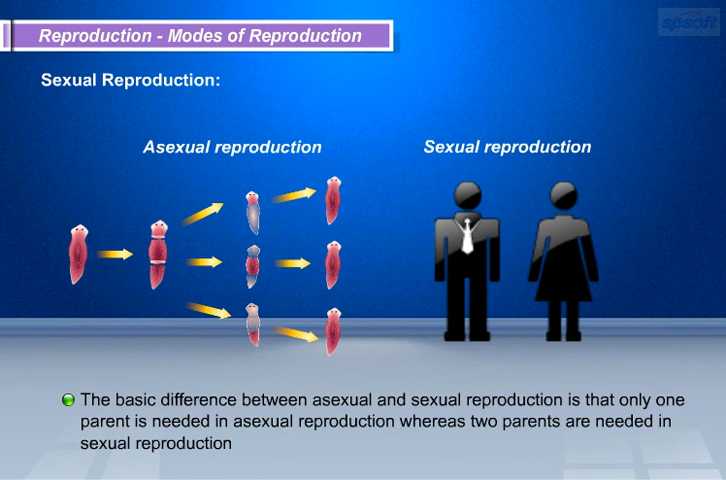 spsoft
Reproduction - Modes of Reproduction
Sexual Reproduction:
Asexual reproduction
Sexual reproduction
The basic difference between asexual and sexual reproduction is that only one
parent is needed in asexual reproduction whereas two parents are needed in
sexual reproduction